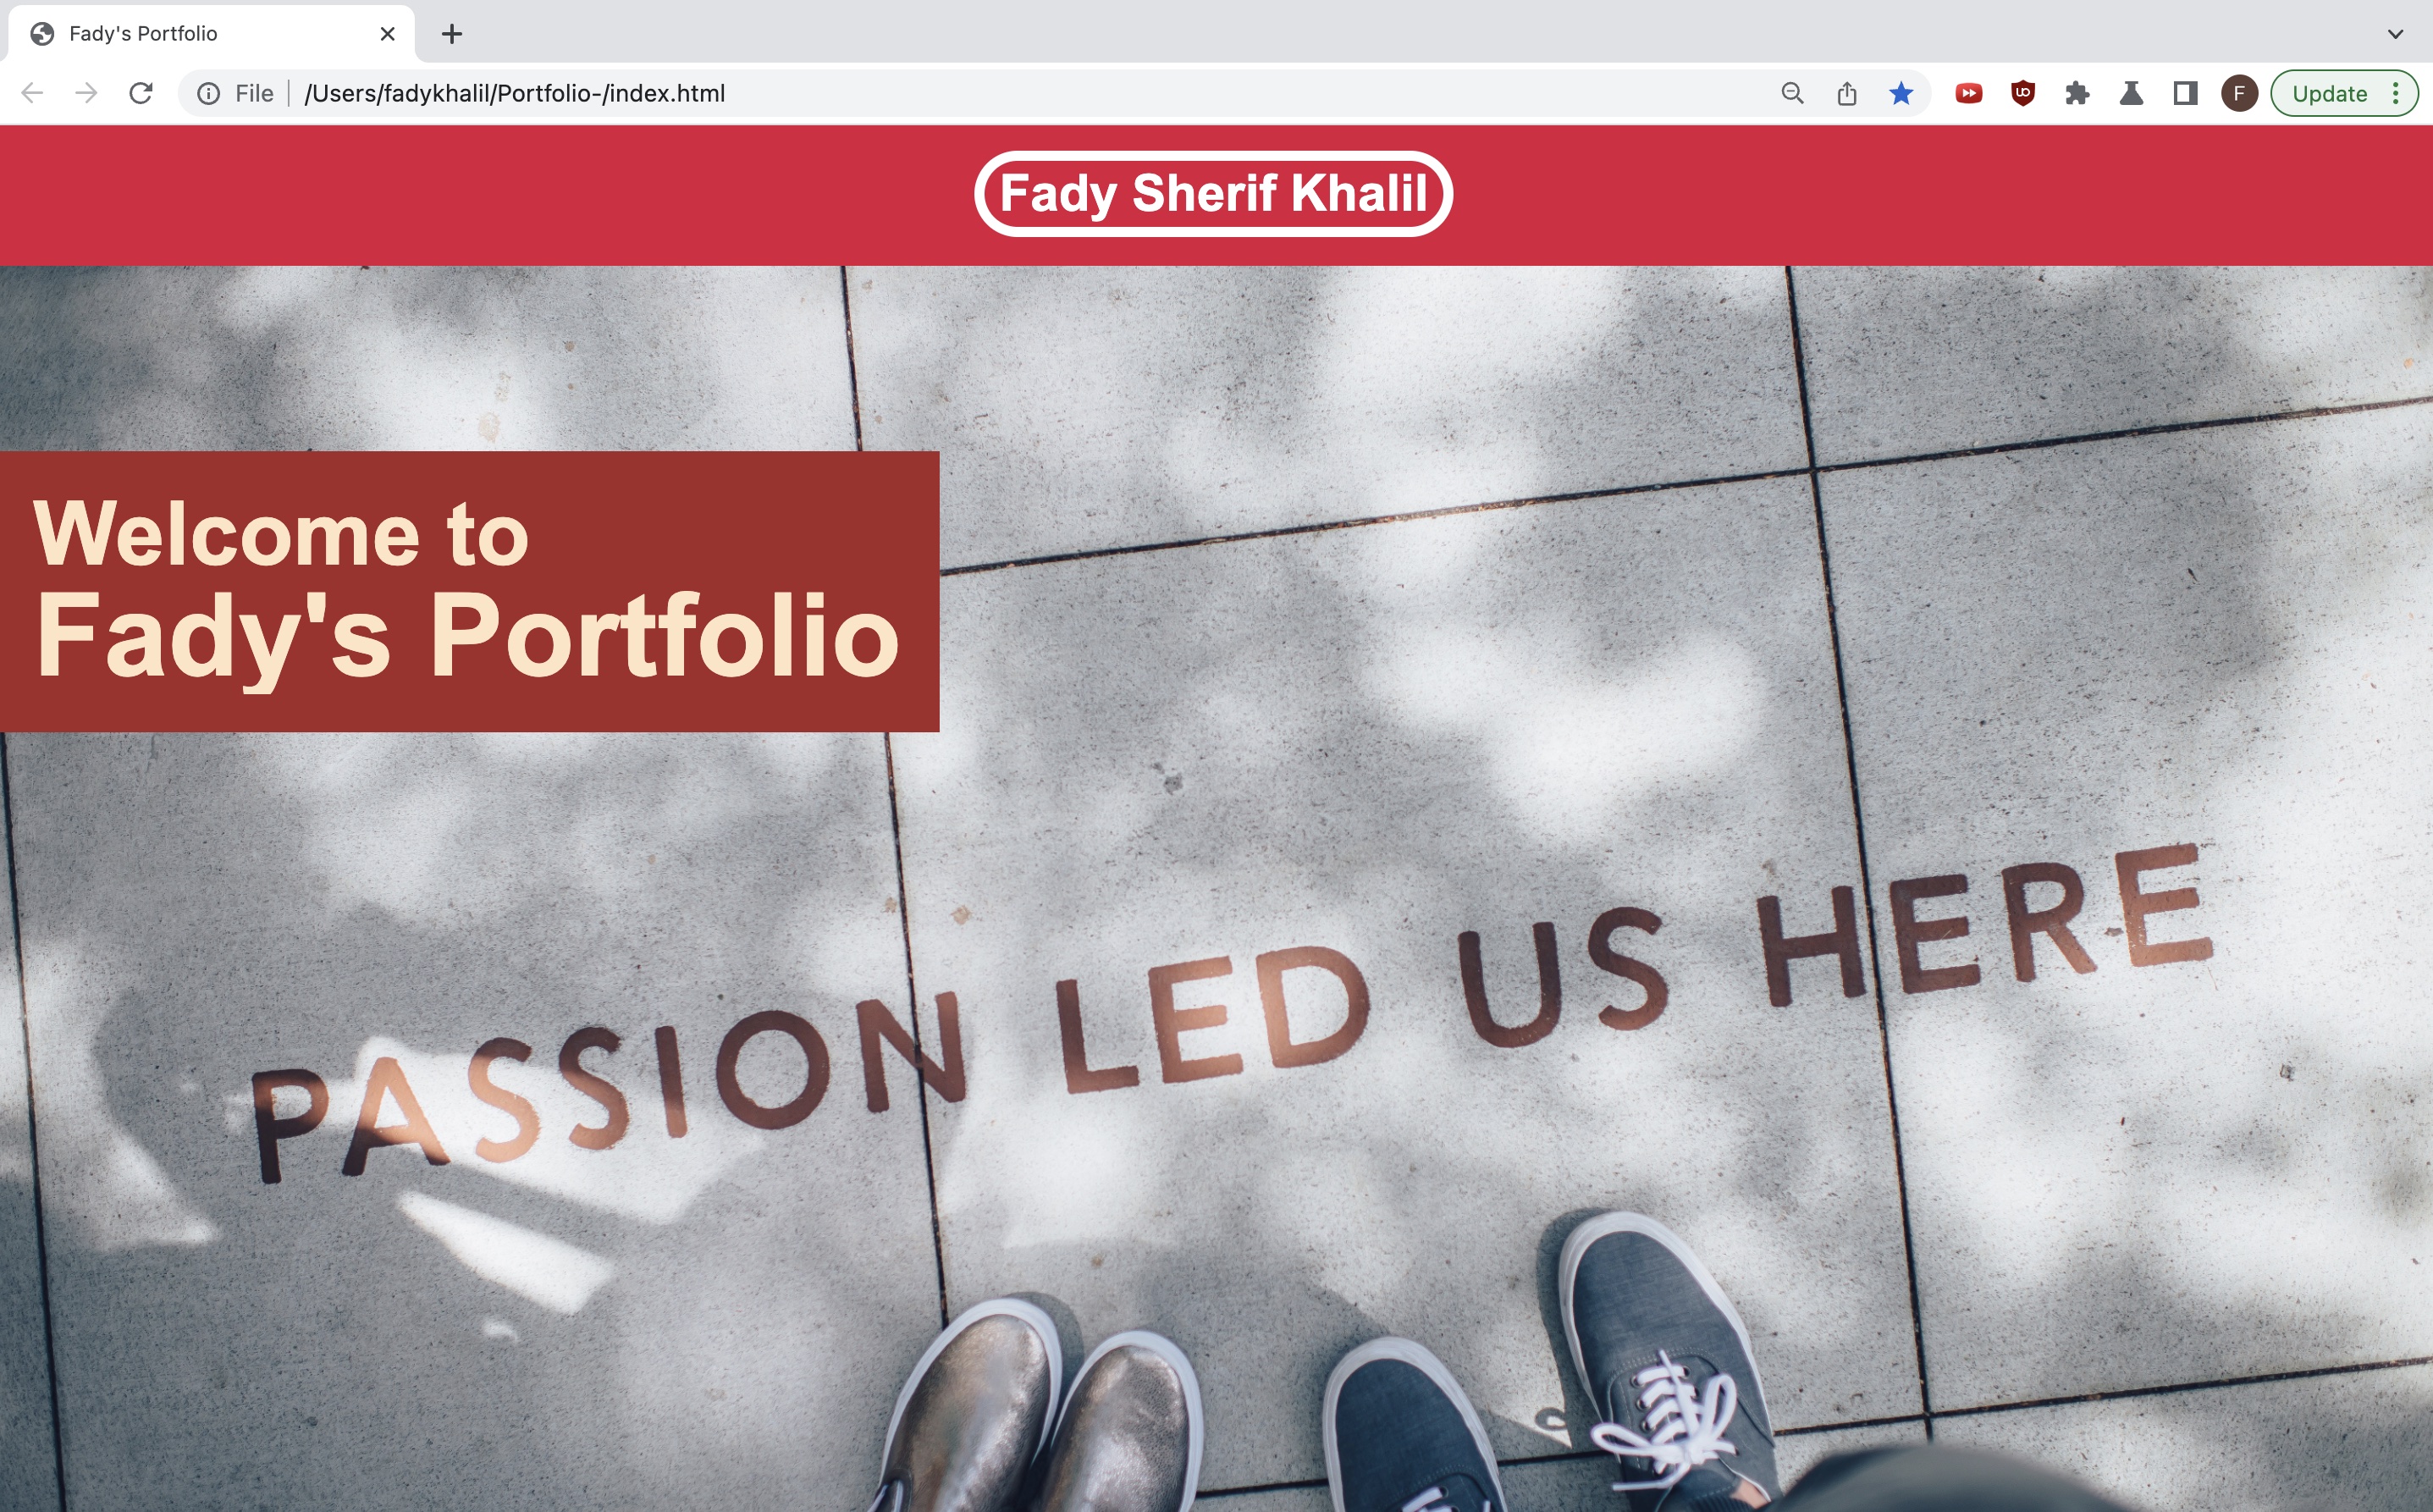 Fady's Portfolio
File /Users/fadykhalil/Portfolio-/index.html
F
Update
Fady Sherif Khalil
Welcome to
Fady's Portfolio
PASSION LED US HERE